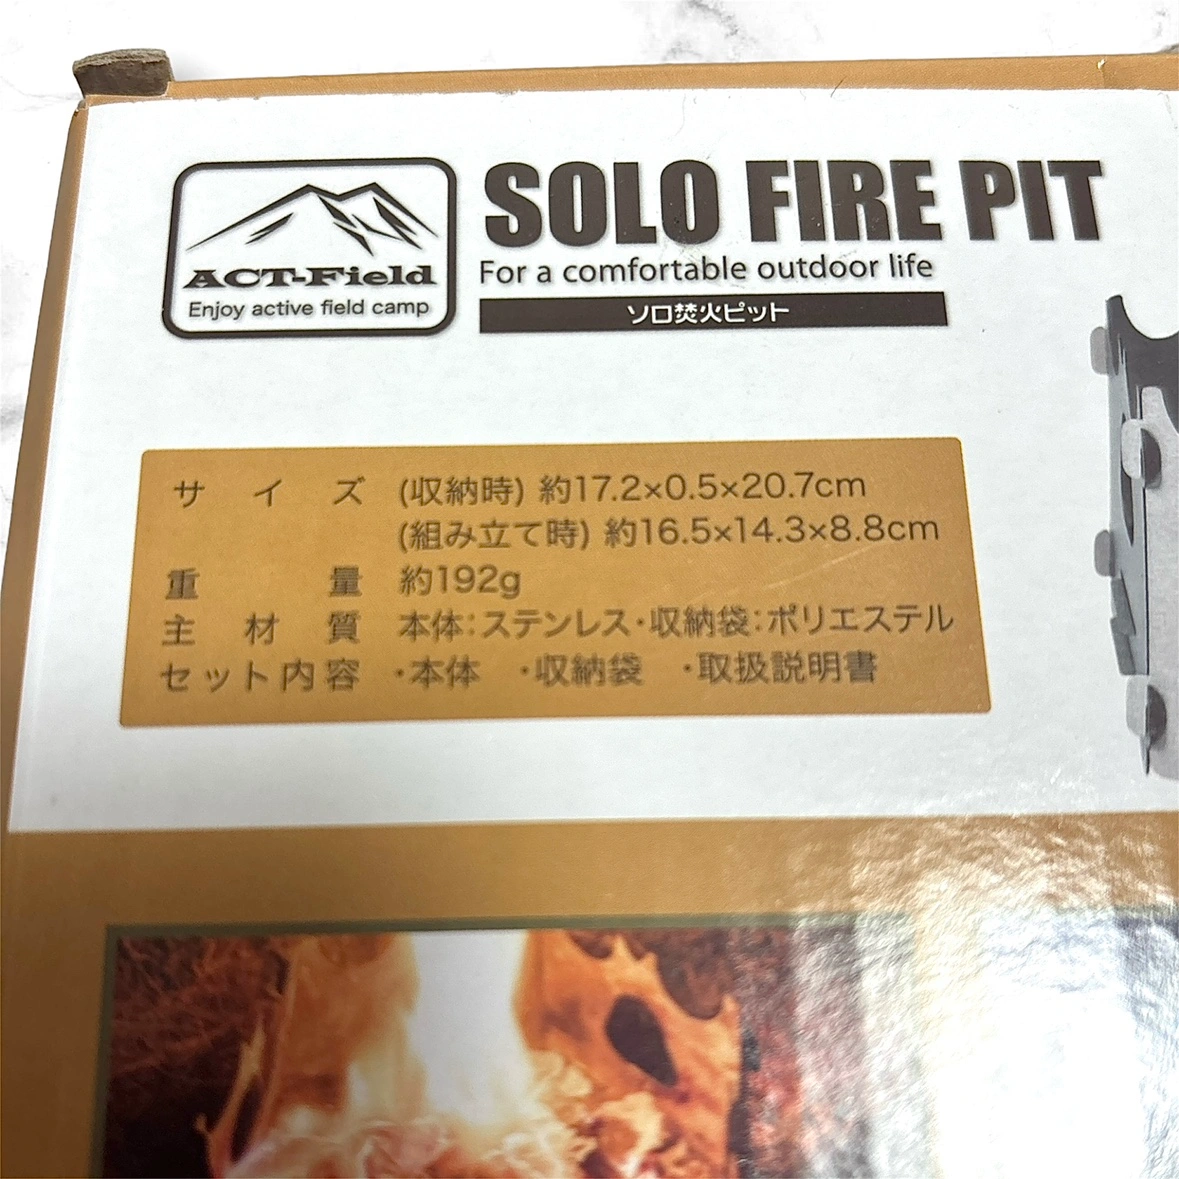 ACT-Field
Enjoy active field camp
SOLO FIRE PIT
For a comfortable outdoor life
ソロ焚火ピット
サイズ (収納時) 約17.2×0.5×20.7cm
(組み立て時) 約16.5×14.3×8.8cm
重量 約192g
主材質 本体:ステンレス・収納袋:ポリエステル
セット内容 ・本体 ・収納袋 ・取扱説明書